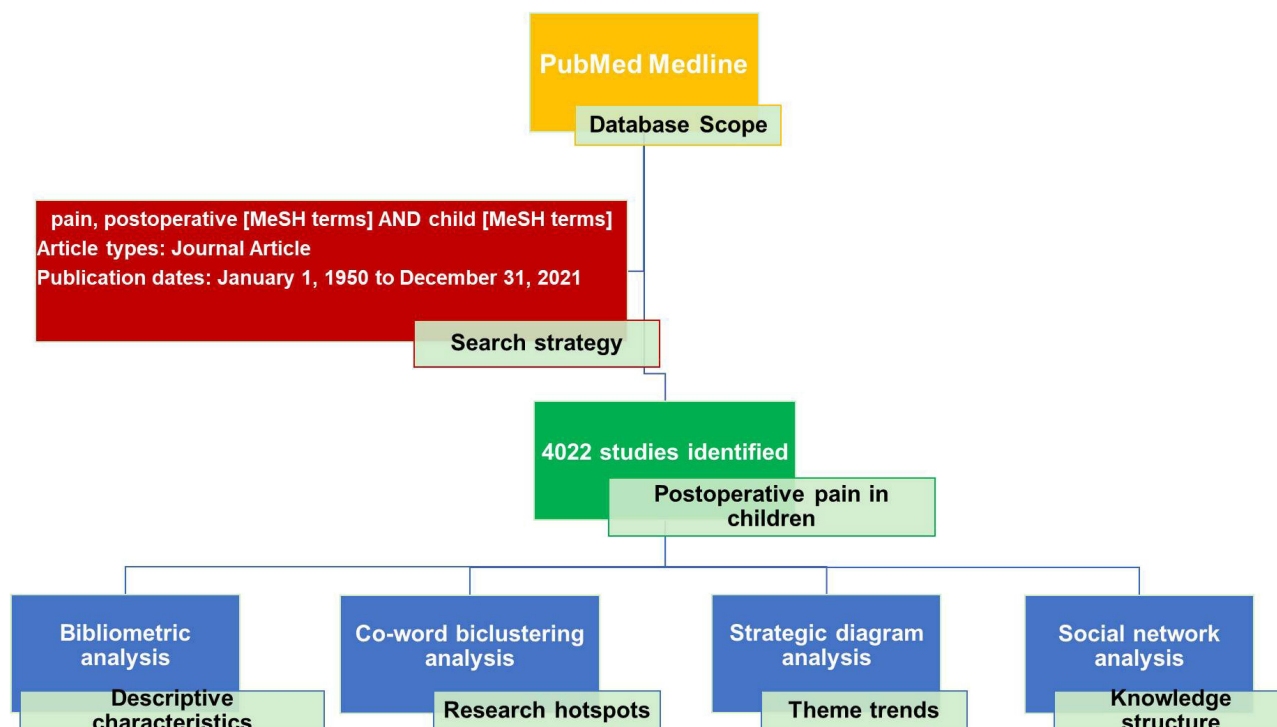 PubMed Medline
Database Scope
pain, postoperative [MeSH terms] AND child [MeSH terms]
Article types: Journal Article
Publication dates: January 1, 1950 to December 31, 2021
Search strategy
4022 studies identified
Postoperative pain in
children
Bibliometric
analysis
Descriptive
characteristics
Co-word biclustering
analysis
Research hotspots
Strategic diagram
analysis
Theme trends
Social network
analysis
Knowledge
structure